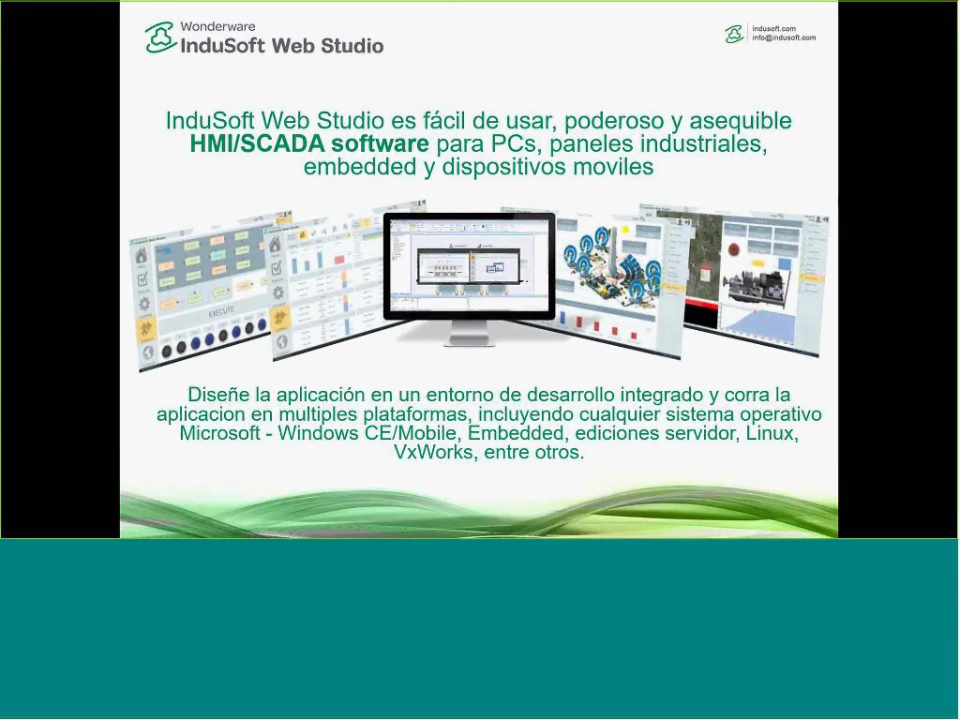 Wonderware
InduSoft Web Studio
indusoft.com
info@indusoft.com
InduSoft Web Studio es fácil de usar, poderoso y asequible
HMI/SCADA software para PCs, paneles industriales,
embedded y dispositivos moviles
EXECUTE
Diseñe la aplicación en un entorno de desarrollo integrado y corra la
aplicacion en multiples plataformas, incluyendo cualquier sistema operativo
Microsoft - Windows CE/Mobile, Embedded, ediciones servidor, Linux,
VxWorks, entre otros.